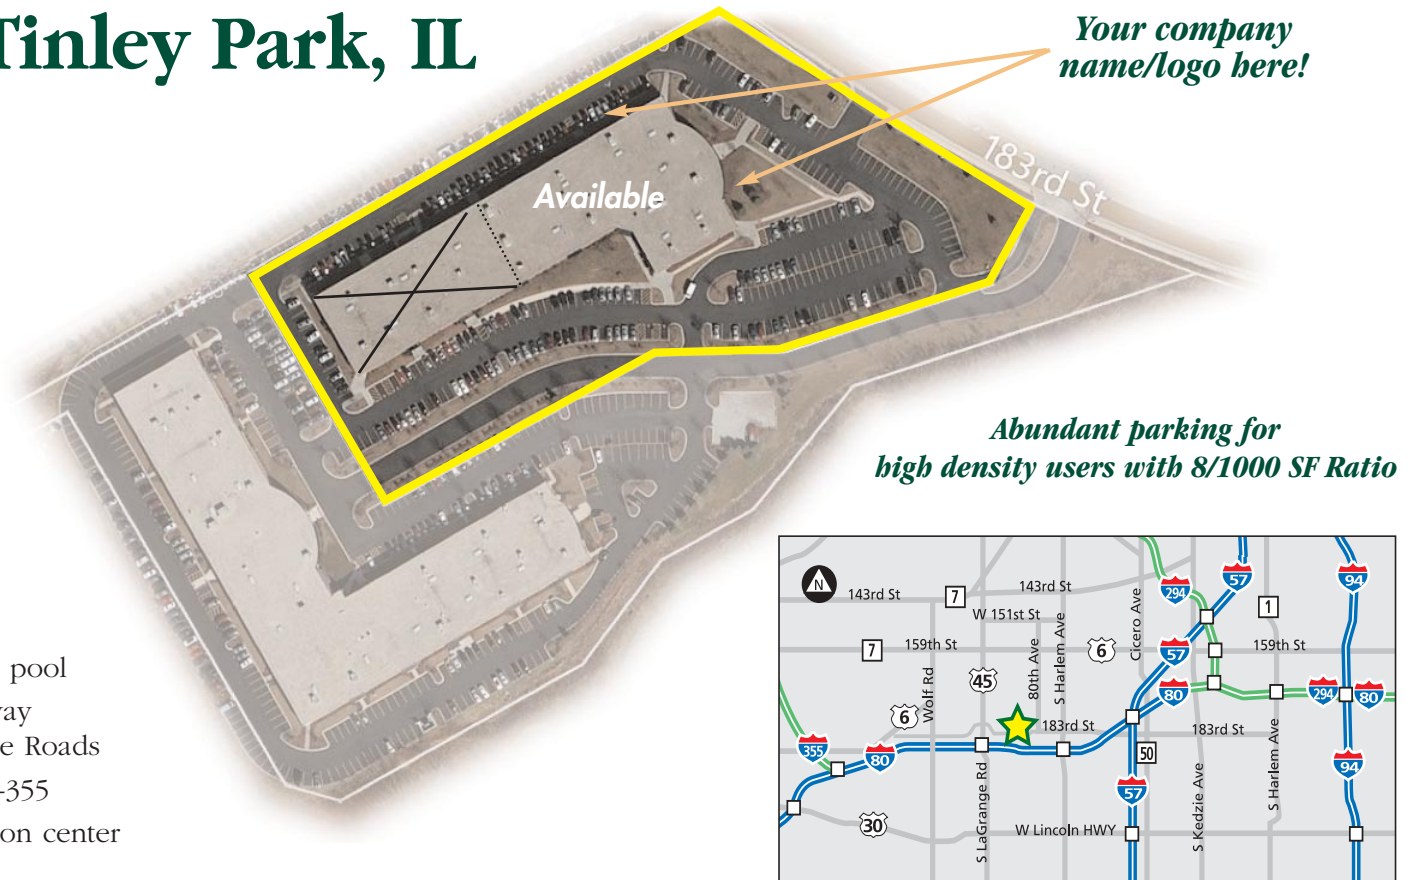 Tinley Park, IL
Your company
name/logo here!
183rd St
Available
Abundant parking for
high density users with 8/1000 SF Ratio
pool
Roads
-355
on center
N
143rd St
7
143rd St
W 151st St
7
159th St
6
159th St
294
57
94
1
57
45
6
Wolf Rd
80th Ave
S Harlem Ave
Cicero Ave
80
294
80
183rd St
183rd St
355
80
50
94
57
30
W Lincoln HWY
S LaGrange Rd
S Kedzie Ave
S Harlem Ave